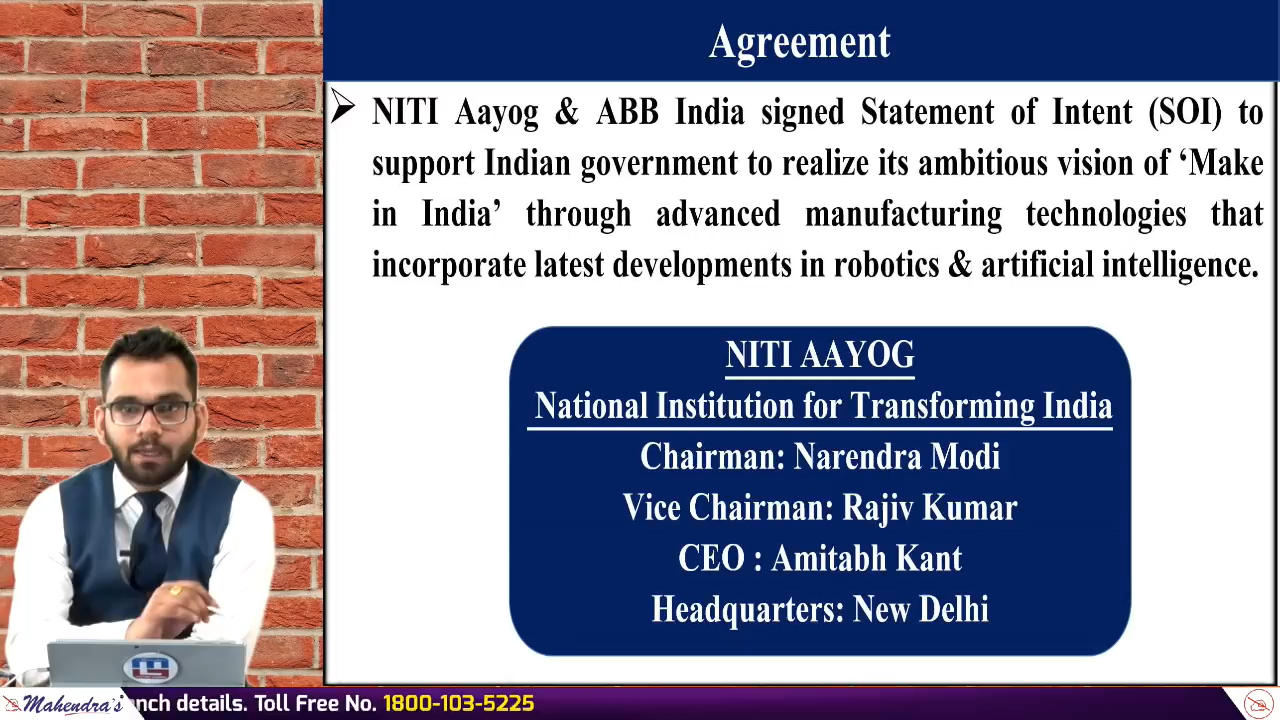 Agreement
➢ NITI Aayog & ABB India signed Statement of Intent (SOI) to
support Indian government to realize its ambitious vision of ‘Make
in India’ through advanced manufacturing technologies that
incorporate latest developments in robotics & artificial intelligence.
NITI AAYOG
National Institution for Transforming India
Chairman: Narendra Modi
Vice Chairman: Rajiv Kumar
CEO : Amitabh Kant
Headquarters: New Delhi
Mahendra's nch details. Toll Free No. 1800-103-5225